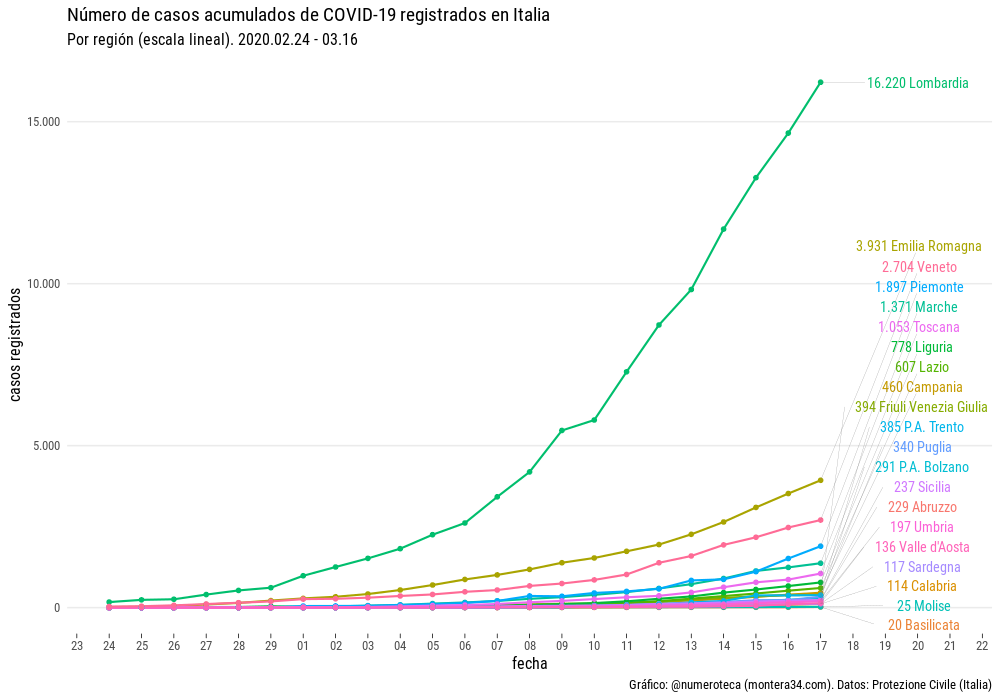 Número de casos acumulados de COVID-19 registrados en Italia
Por región (escala lineal). 2020.02.24 - 03.16
casos registrados
15.000
10.000
5.000
0
16.220 Lombardia
3.931 Emilia Romagna
2.704 Veneto
1.897 Piemonte
1.371 Marche
1.053 Toscana
778 Liguria
607 Lazio
460 Campania
394 Friuli Venezia Giulia
385 P.A. Trento
340 Puglia
291 P.A. Bolzano
237 Sicilia
229 Abruzzo
197 Umbria
136 Valle d'Aosta
117 Sardegna
114 Calabria
25 Molise
20 Basilicata
23 24 25 26 27 28 29 01 02 03 04 05 06 07 08 09 10 11 12 13 14 15 16 17 18 19 20 21 22
fecha
Gráfico: @numeroteca (montera34.com). Datos: Protezione Civile (Italia)